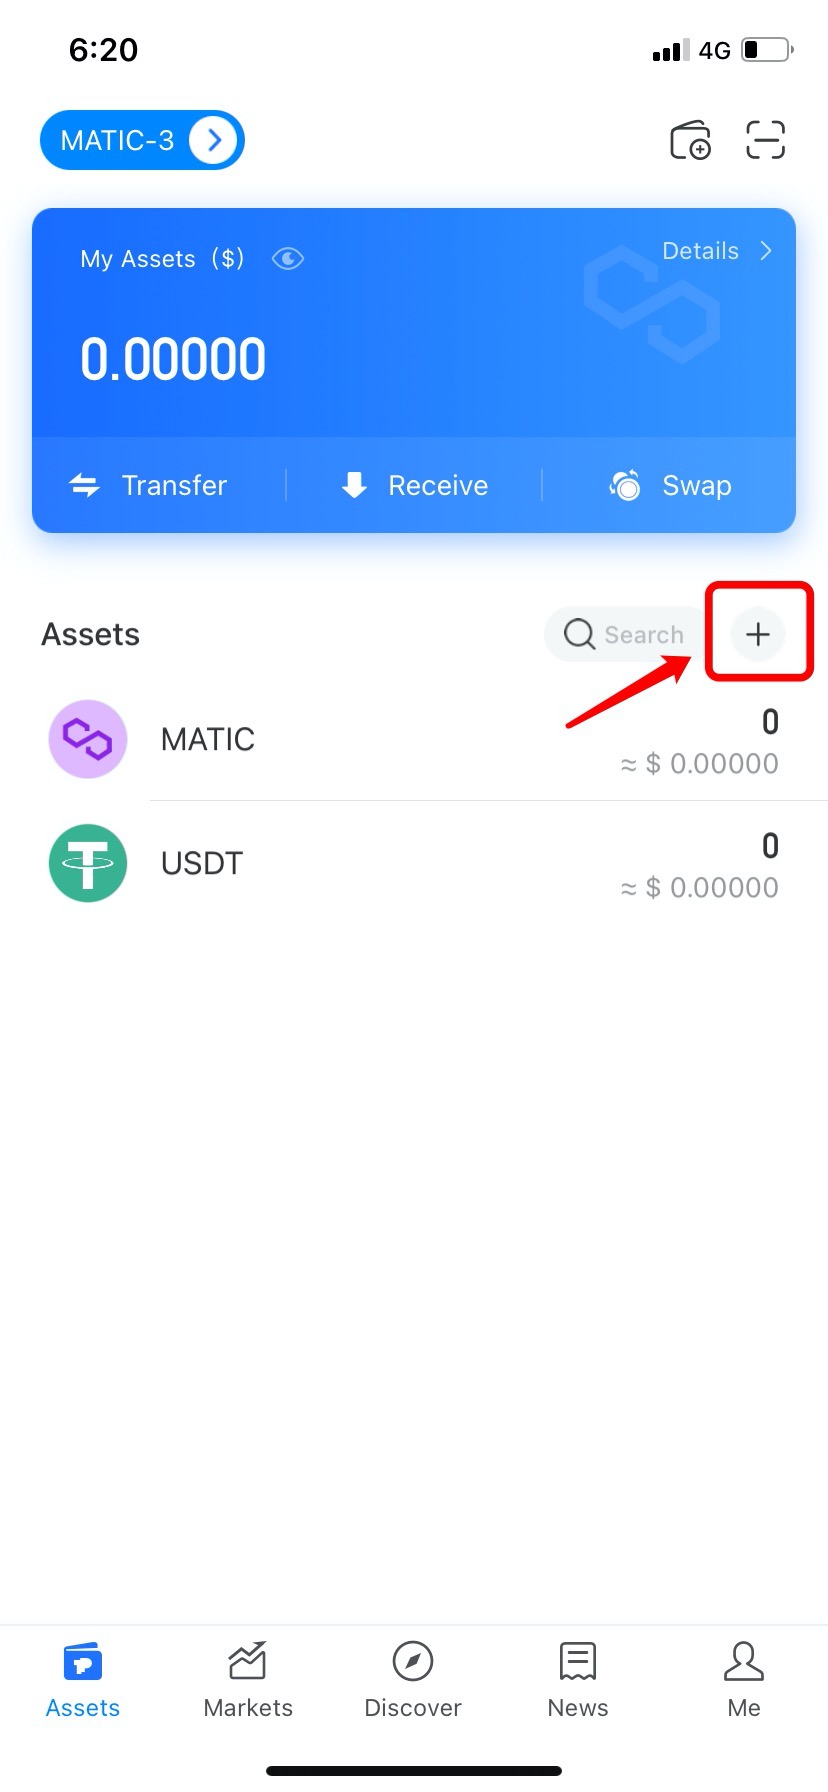 6:20
4G
MATIC-3
My Assets ($)
Details
0.00000
Transfer
Receive
Swap
Assets
Search
MATIC
0
≈ $ 0.00000
USDT
0
≈ $ 0.00000
Assets
Markets
Discover
News
Me